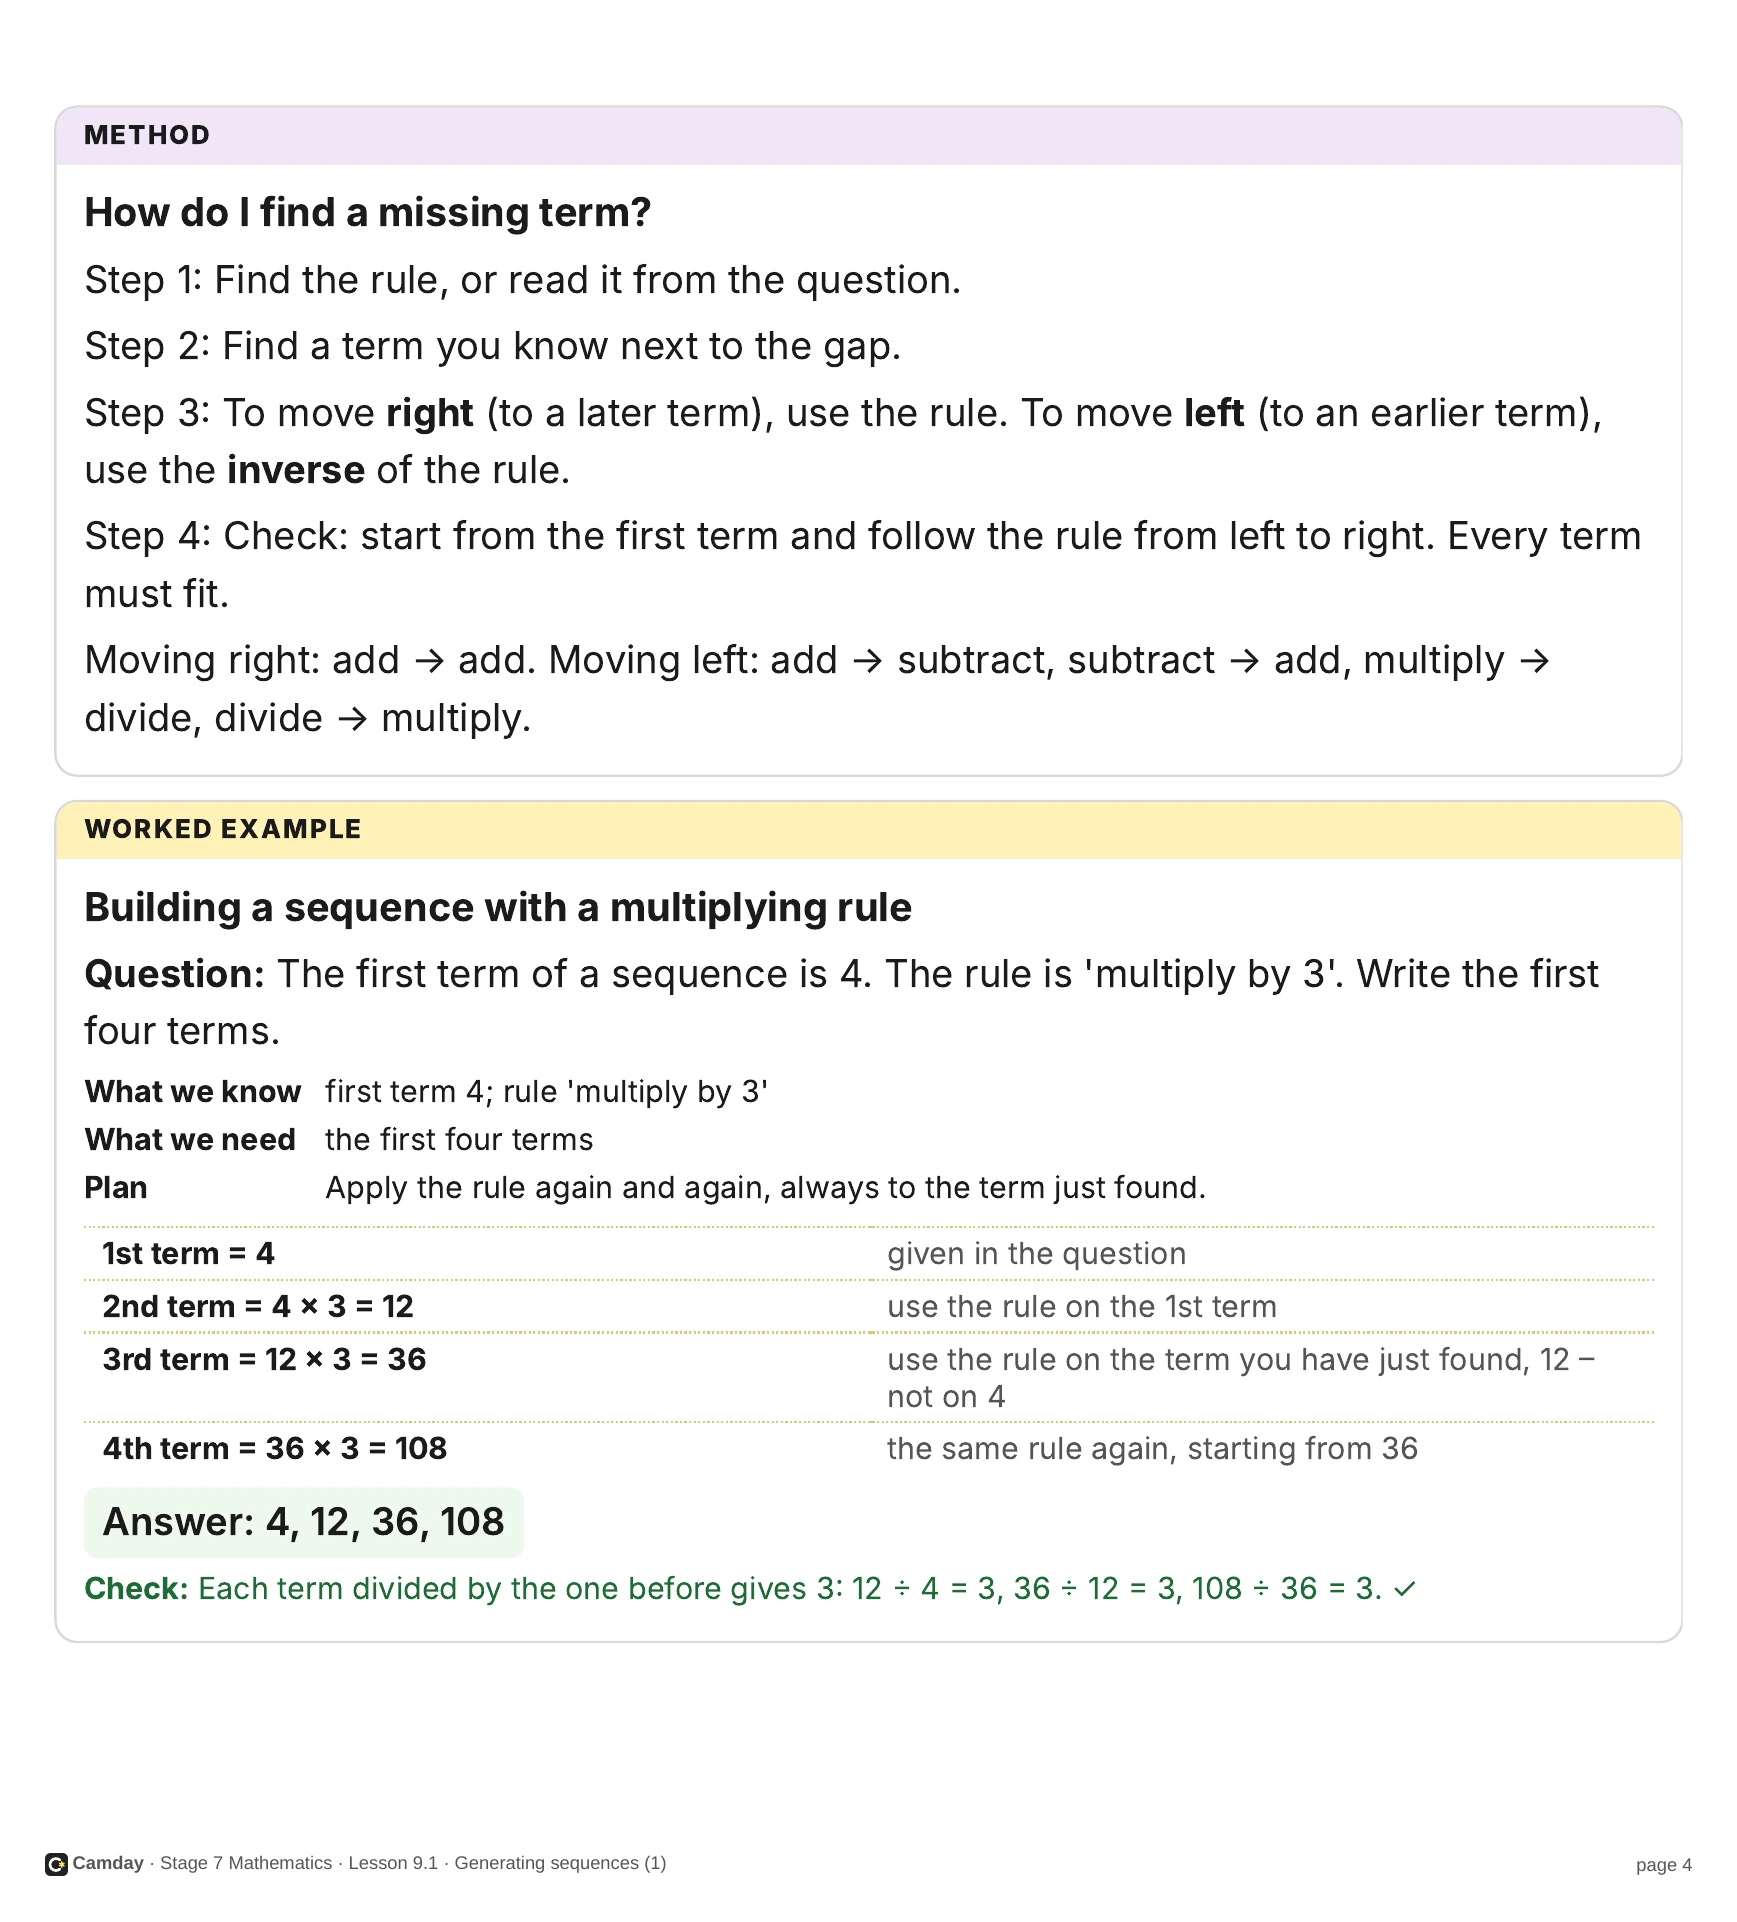 METHOD
How do I find a missing term?
Step 1: Find the rule, or read it from the question.
Step 2: Find a term you know next to the gap.
Step 3: To move right (to a later term), use the rule. To move left (to an earlier term),
use the inverse of the rule.
Step 4: Check: start from the first term and follow the rule from left to right. Every term
must fit.
Moving right: add → add. Moving left: add → subtract, subtract → add, multiply →
divide, divide → multiply.
WORKED EXAMPLE
Building a sequence with a multiplying rule
Question: The first term of a sequence is 4. The rule is 'multiply by 3'. Write the first
four terms.
What we know first term 4; rule 'multiply by 3'
What we need the first four terms
Plan Apply the rule again and again, always to the term just found.
1st term = 4 given in the question
2nd term = 4 × 3 = 12 use the rule on the 1st term
3rd term = 12 × 3 = 36 use the rule on the term you have just found, 12 –
not on 4
4th term = 36 × 3 = 108 the same rule again, starting from 36
Answer: 4, 12, 36, 108
Check: Each term divided by the one before gives 3: 12 ÷ 4 = 3, 36 ÷ 12 = 3, 108 ÷ 36 = 3. ✓
Camday · Stage 7 Mathematics · Lesson 9.1 · Generating sequences (1) page 4